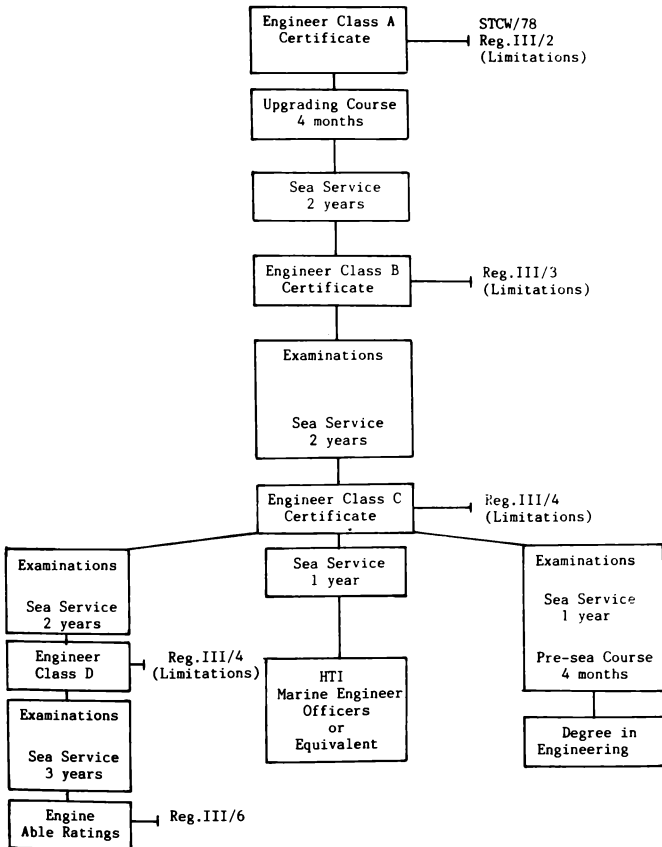 Engineer Class A
Certificate
STCW/78
Reg.III/2
(Limitations)
Upgrading Course
4 months
Sea Service
2 years
Engineer Class B
Certificate
Reg.III/3
(Limitations)
Examinations
Sea Service
2 years
Engineer Class C
Certificate
Reg.III/4
(Limitations)
Examinations
Sea Service
2 years
Engineer
Class D
Reg.III/4
(Limitations)
Examinations
Sea Service
3 years
Engine
Able Ratings
Reg.III/6
Sea Service
1 year
HTI
Marine Engineer
Officers
or
Equivalent
Examinations
Sea Service
1 year
Pre-sea Course
4 months
Degree in
Engineering